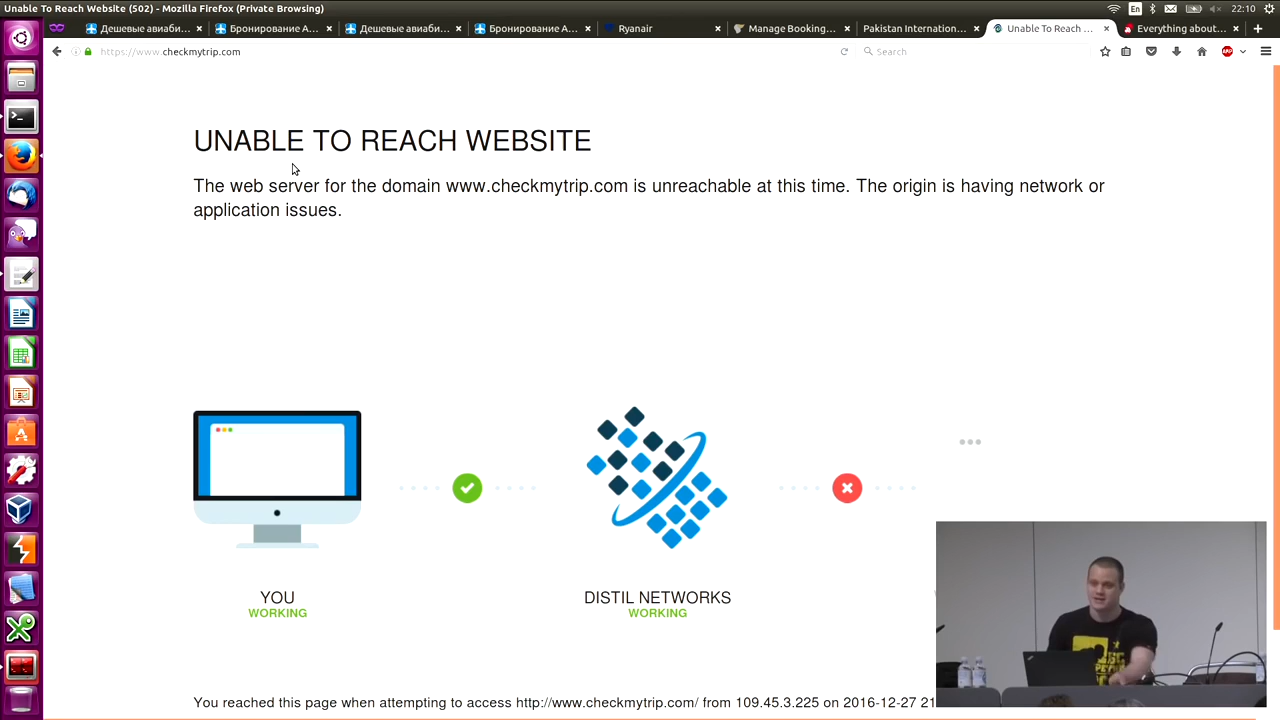 Unable To Reach Website (502) - Mozilla Firefox (Private Browsing)
En
22:10
Дешевые авиаби...
Бронирование А...
Дешевые авиаби...
Бронирование А...
Ryanair
Manage Booking...
Pakistan Internation...
Unable To Reach ...
Everything about...
https://www.checkmytrip.com
Search
ABP
UNABLE TO REACH WEBSITE
The web server for the domain www.checkmytrip.com is unreachable at this time. The origin is having network or
application issues.
YOU
WORKING
DISTIL NETWORKS
WORKING
You reached this page when attempting to access http://www.checkmytrip.com/ from 109.45.3.225 on 2016-12-27 21